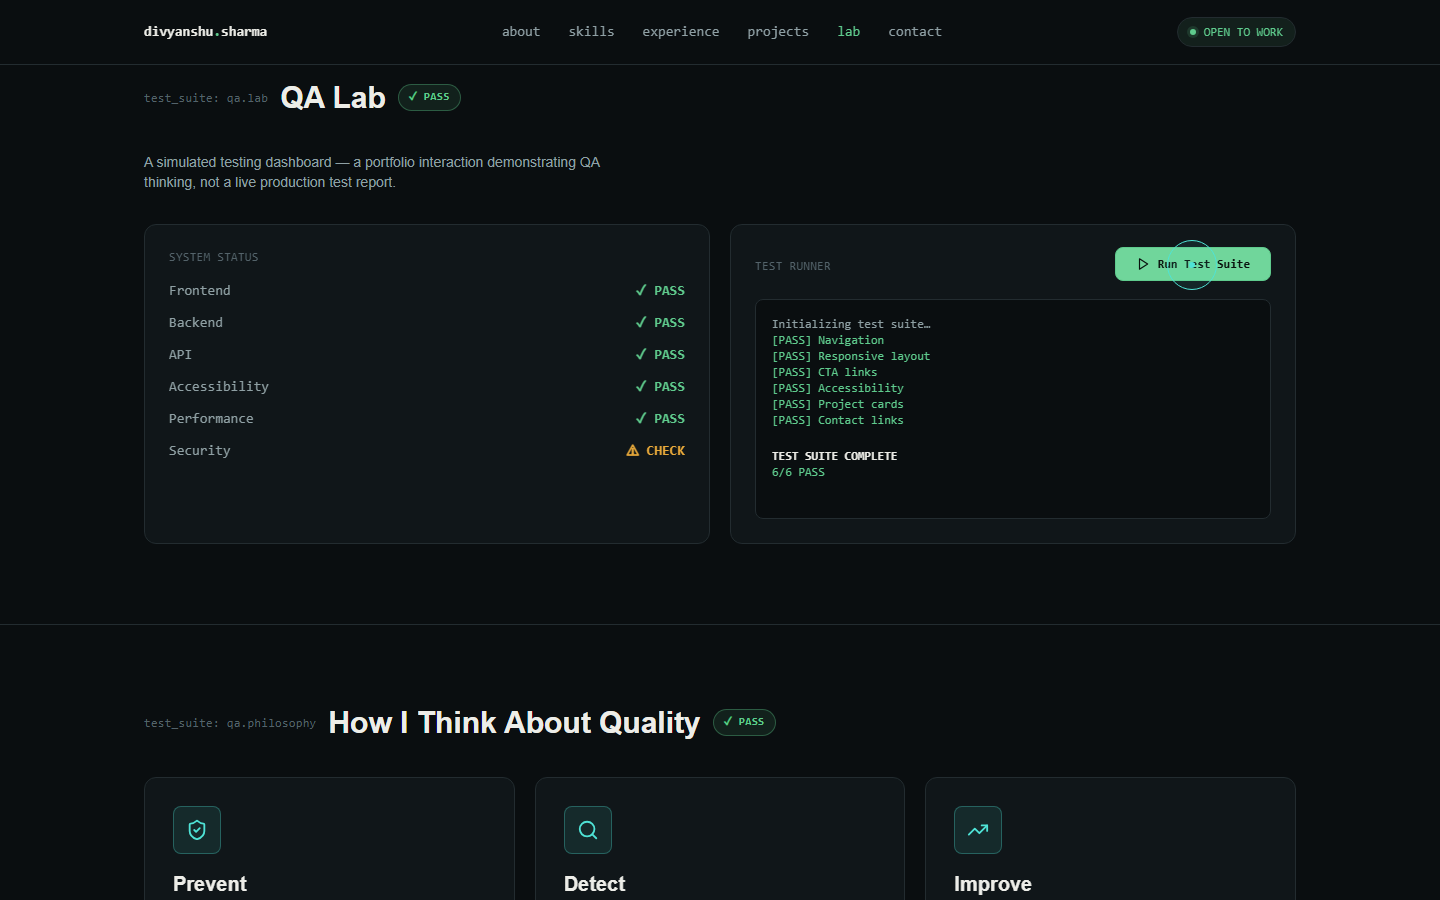 divyanshu.sharma
about skills experience projects lab contact
OPEN TO WORK
test_suite: qa.lab QA Lab ✓ PASS
A simulated testing dashboard — a portfolio interaction demonstrating QA
thinking, not a live production test report.
SYSTEM STATUS
Frontend ✓ PASS
Backend ✓ PASS
API ✓ PASS
Accessibility ✓ PASS
Performance ✓ PASS
Security ⚠ CHECK
TEST RUNNER
Run Test Suite
Initializing test suite…
[PASS] Navigation
[PASS] Responsive layout
[PASS] CTA links
[PASS] Accessibility
[PASS] Project cards
[PASS] Contact links
TEST SUITE COMPLETE
6/6 PASS
test_suite: qa.philosophy How I Think About Quality ✓ PASS
Prevent
Detect
Improve